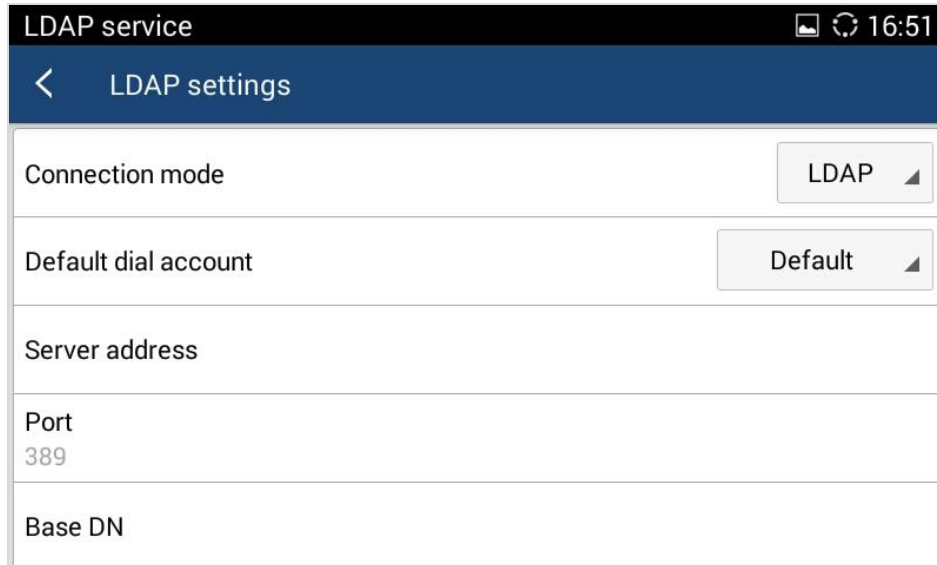 LDAP service 16:51
LDAP settings
Connection mode LDAP
Default dial account Default
Server address
Port
389
Base DN